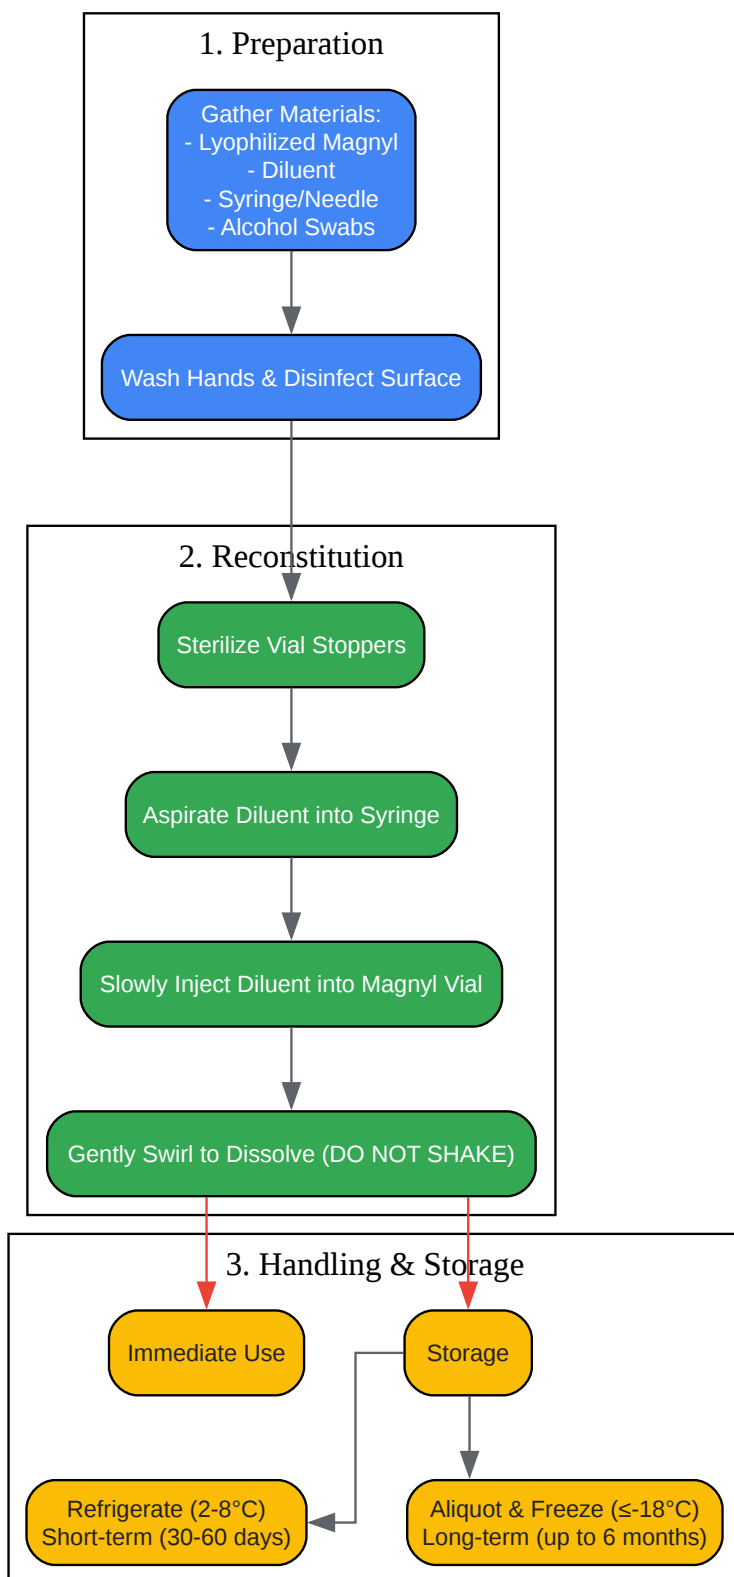 1. Preparation
Gather Materials:
- Lyophilized Magnyl
- Diluent
- Syringe/Needle
- Alcohol Swabs
Wash Hands & Disinfect Surface
2. Reconstitution
Sterilize Vial Stoppers
Aspirate Diluent into Syringe
Slowly Inject Diluent into Magnyl Vial
Gently Swirl to Dissolve (DO NOT SHAKE)
3. Handling & Storage
Immediate Use
Storage
Refrigerate (2-8°C)
Short-term (30-60 days)
Aliquot & Freeze (≤-18°C)
Long-term (up to 6 months)